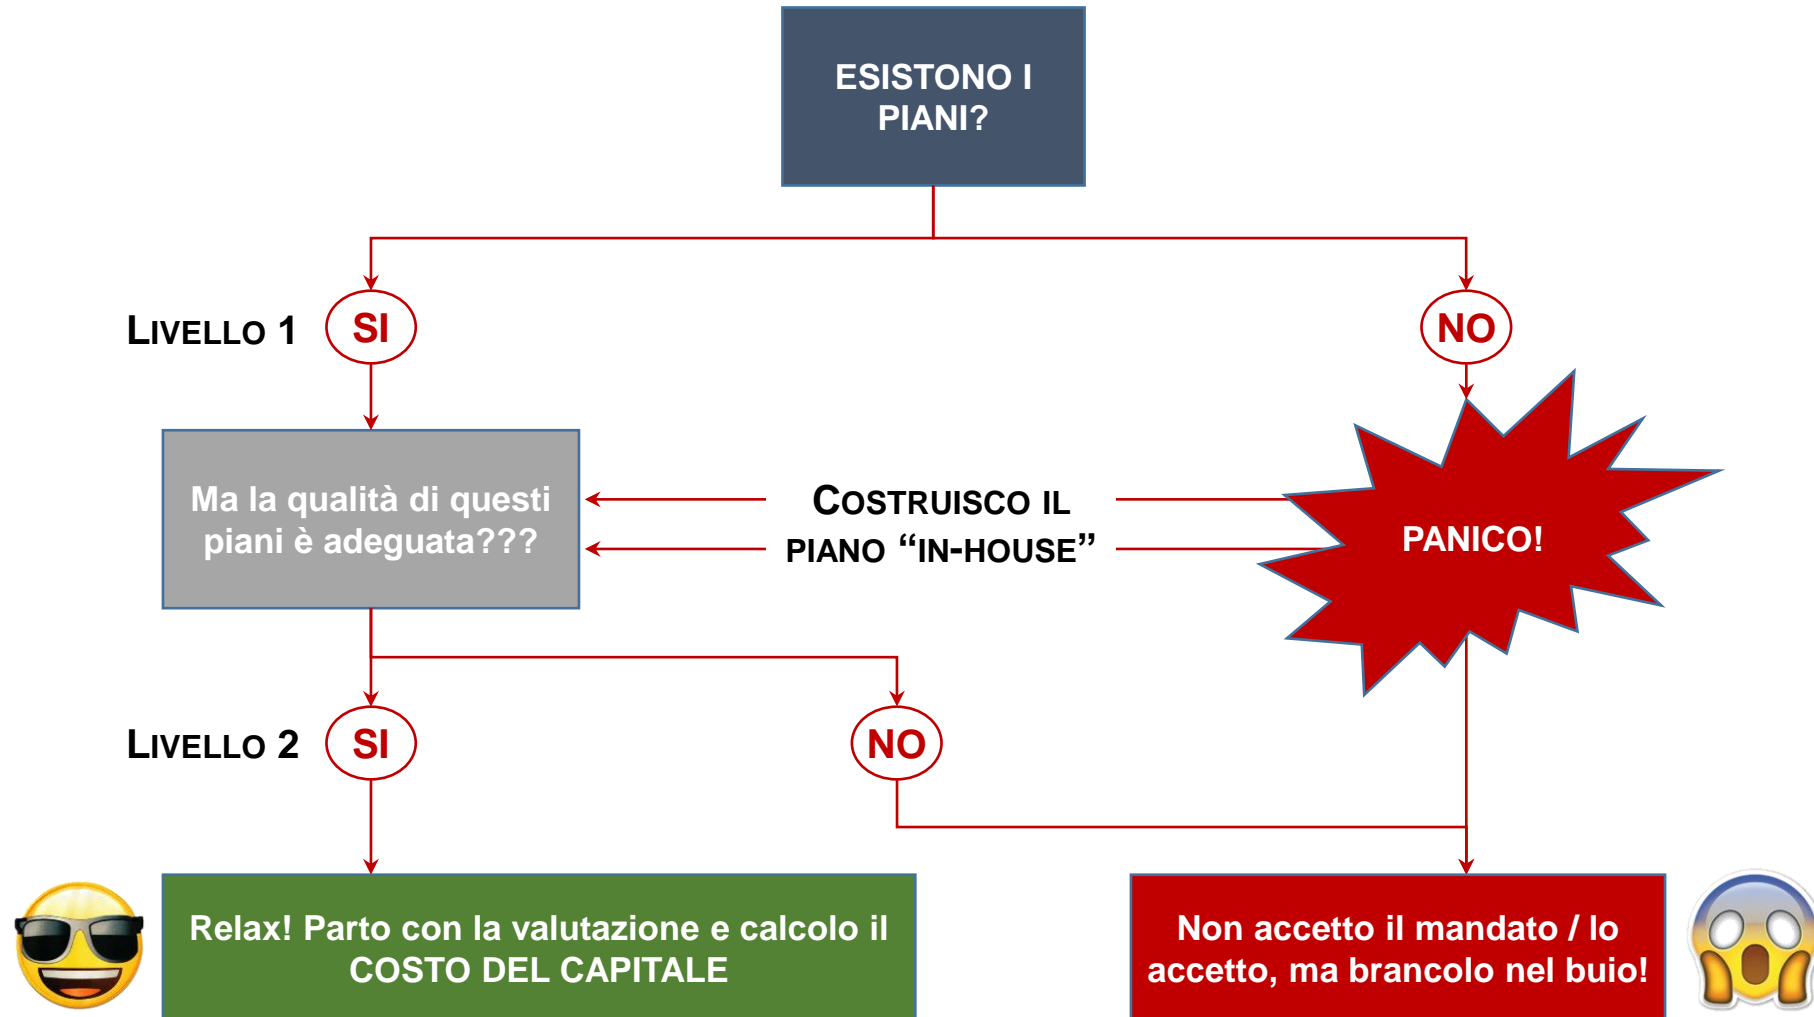 ESISTONO I
PIANI?
LIVELLO 1
SI
NO
Ma la qualità di questi
piani è adeguata???
COSTRUISCO IL
PIANO “IN-HOUSE”
PANICO!
LIVELLO 2
SI
NO
Relax! Parto con la valutazione e calcolo il
COSTO DEL CAPITALE
Non accetto il mandato / lo
accetto, ma brancolo nel buio!